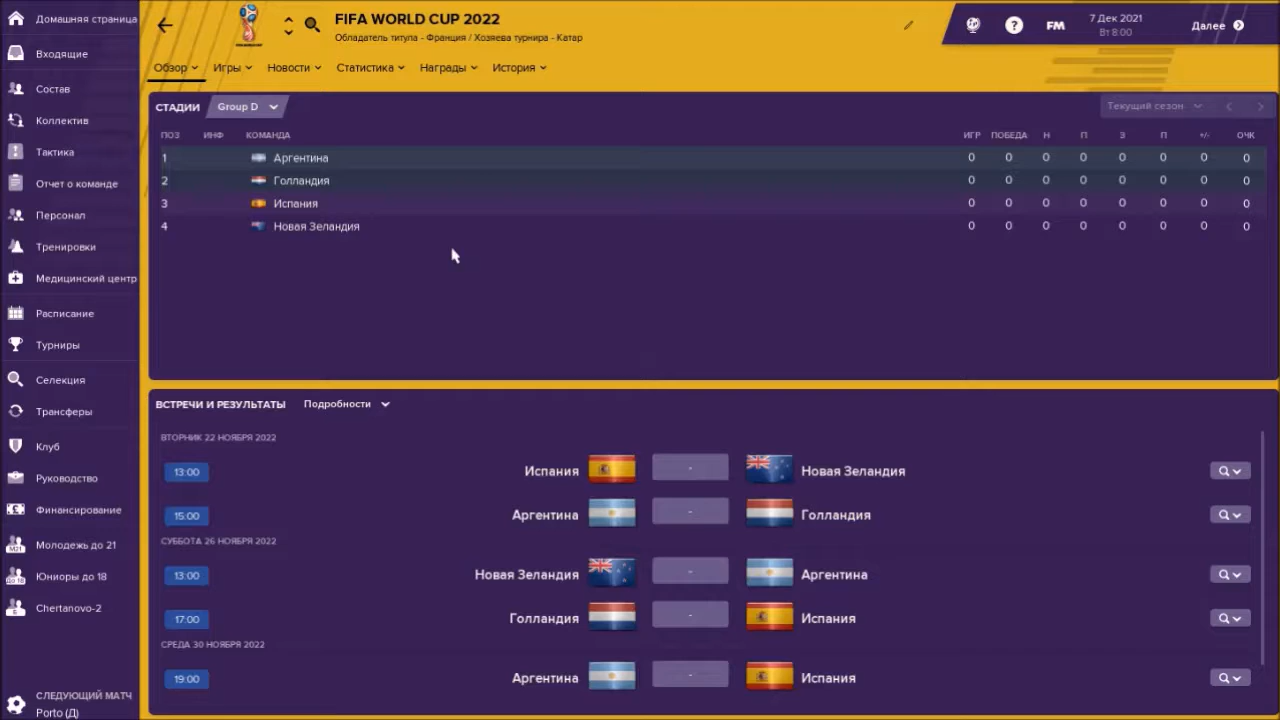 Домашняя страница
Входящие
Состав
Коллектив
Тактика
Отчет о команде
Персонал
Тренировки
Медицинский центр
Расписание
Турниры
Селекция
Трансферы
Клуб
Руководство
Финансирование
Молодежь до 21
Юниоры до 18
Chertanovo-2
СЛЕДУЮЩИЙ МАТЧ
Porto (Д)
FIFA WORLD CUP 2022
Обладатель титула - Франция / Хозяева турнира - Катар
? FM 7 Дек 2021 Далее
Вт 8:00
Обзор Игры Новости Статистика Награды История
СТАДИИ Group D Текущий сезон
ПОЗ ИНФ КОМАНДА ИГР ПОБЕДА Н П З П +/- ОЧК
1 Аргентина 0 0 0 0 0 0 0 0
2 Голландия 0 0 0 0 0 0 0 0
3 Испания 0 0 0 0 0 0 0 0
4 Новая Зеландия 0 0 0 0 0 0 0 0
ВСТРЕЧИ И РЕЗУЛЬТАТЫ Подробности
ВТОРНИК 22 НОЯБРЯ 2022
13:00 Испания - Новая Зеландия
15:00 Аргентина - Голландия
СУББОТА 26 НОЯБРЯ 2022
13:00 Новая Зеландия - Аргентина
17:00 Голландия - Испания
СРЕДА 30 НОЯБРЯ 2022
19:00 Аргентина - Испания